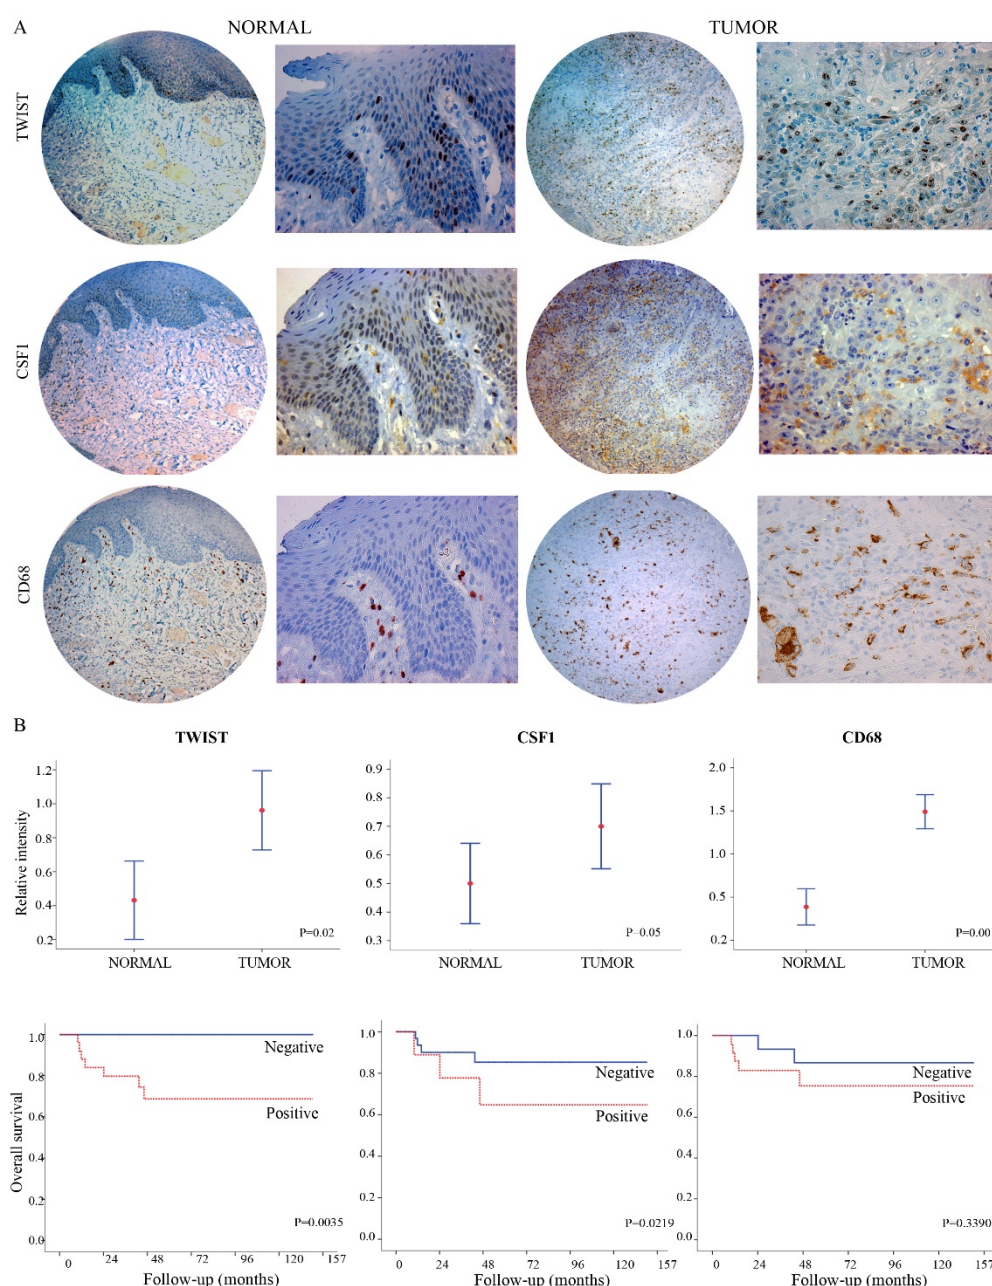 A
NORMAL
TUMOR
TWIST
CSF1
CD68
B
TWIST
CSF1
CD68
Relative intensity
1.2
1.0
0.8
0.6
0.4
0.2
P=0.02
NORMAL
TUMOR
0.9
0.8
0.7
0.6
0.5
0.4
0.3
P=0.05
NORMAL
TUMOR
2.0
1.5
1.0
0.5
0.2
P=0.00
NORMAL
TUMOR
Overall survival
1.0
0.8
0.6
0.4
0.2
0.0
Negative
Positive
P=0.0035
0 24 48 72 96 120 157
Follow-up (months)
1.0
0.8
0.6
0.4
0.2
0.0
Negative
Positive
P=0.0219
0 24 48 72 96 120 157
Follow-up (months)
1.0
0.8
0.6
0.4
0.2
0.0
Negative
Positive
P=0.3390
0 24 48 72 96 120 157
Follow-up (months)